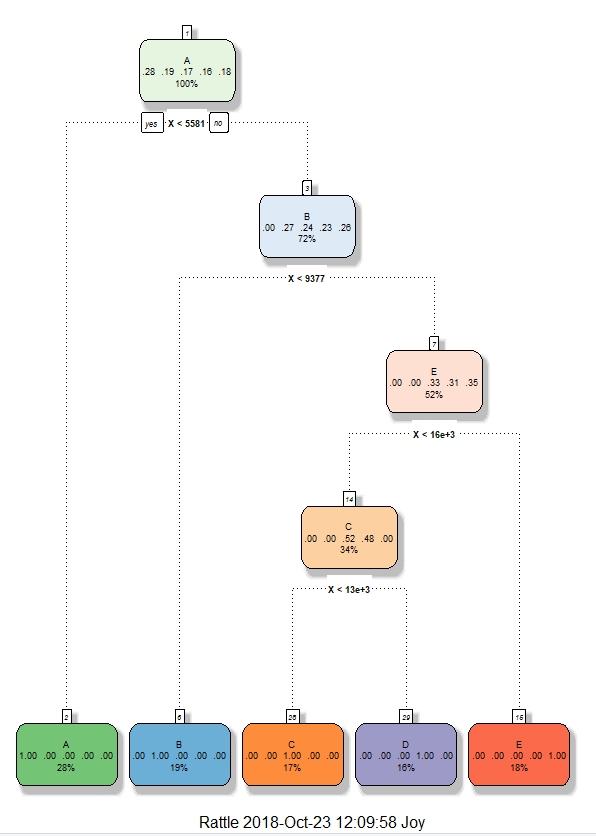 1
A
.28 .19 .17 .16 .18
100%
yes X < 5581 no
3
B
.00 .27 .24 .23 .26
72%
X < 9377
7
E
.00 .00 .33 .31 .35
52%
X < 16e+3
14
C
.00 .00 .52 .48 .00
34%
X < 13e+3
2 6 28 29 15
A B C D E
1.00 .00 .00 .00 .00 .00 1.00 .00 .00 .00 .00 .00 1.00 .00 .00 .00 .00 .00 1.00 .00 .00 .00 .00 .00 1.00
28% 19% 17% 16% 18%
Rattle 2018-Oct-23 12:09:58 Joy